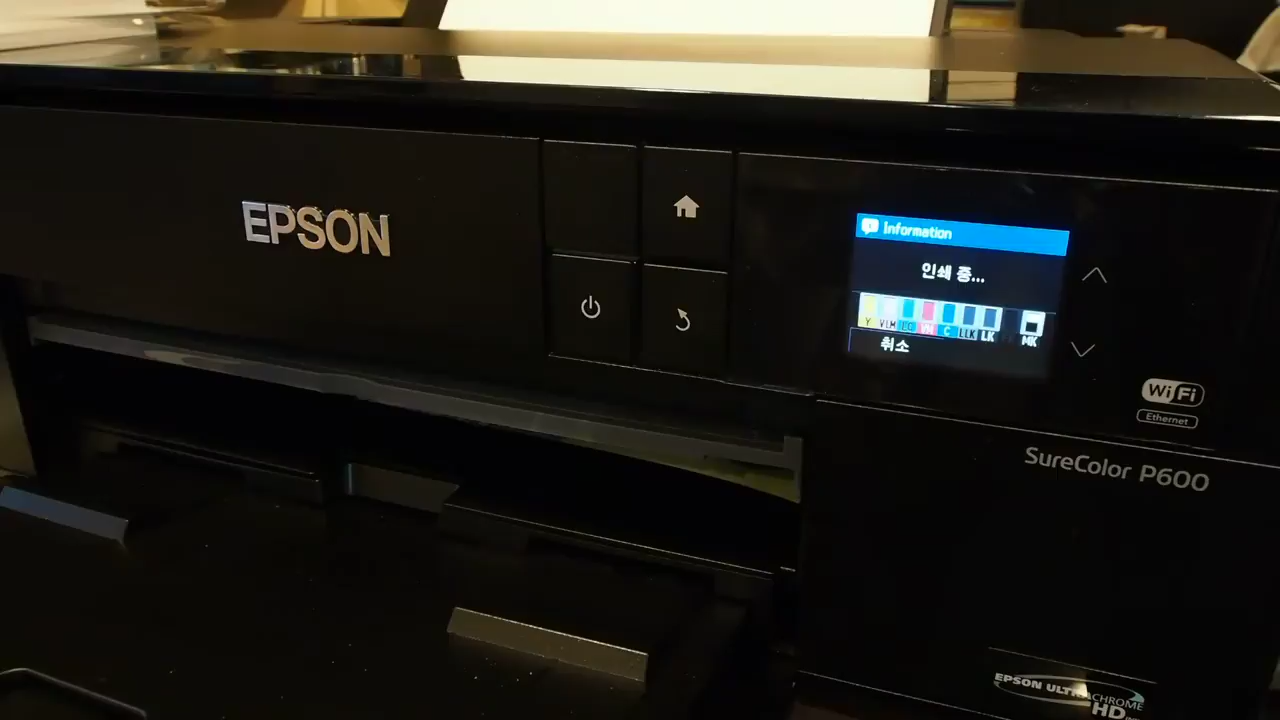 EPSON
Information
인쇄 중...
Y VLM LC VM C LLK LK MK
취소
WiFi
Ethernet
SureColor P600
EPSON ULTRACHROME
HD